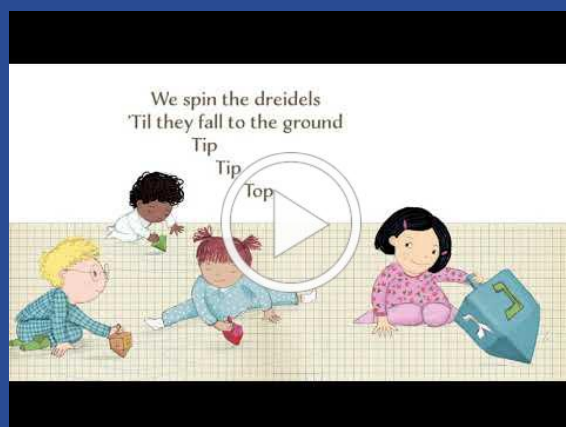 We spin the dreidels
'Til they fall to the ground
Tip
Tip
Top
נ